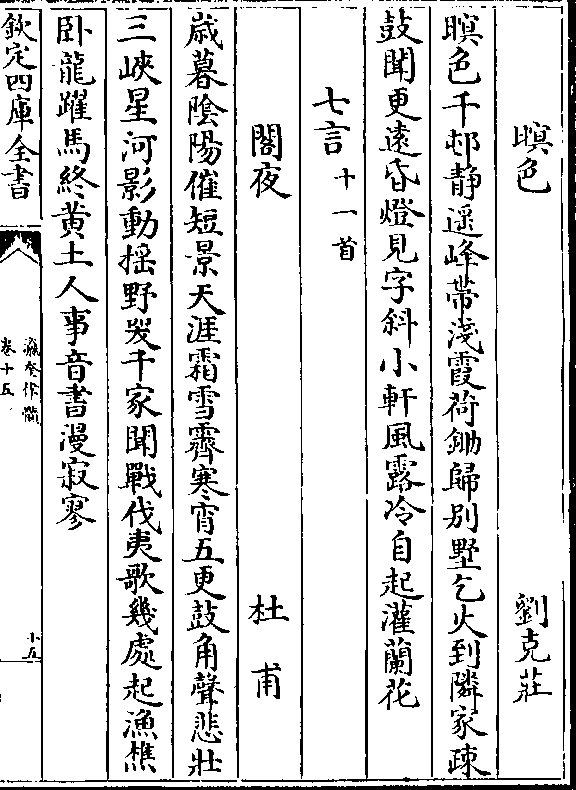 暝色　劉克莊
暝色千邨静遥峰帶淺霞荷鋤歸别墅乞火到隣家疎
鼓聞更遠昏燈見字斜小軒風露冷自起灌蘭花
七言十一首
閣夜　杜甫
歳暮陰陽催短景天涯霜雪霽寒宵五更鼓角聲悲壯
三峽星河影動揺野哭千家聞戰伐夷歌幾處起漁樵
卧龍躍馬終黄土人事音書漫寂寥
欽定四庫全書
瀛奎律髓
卷十五
十五